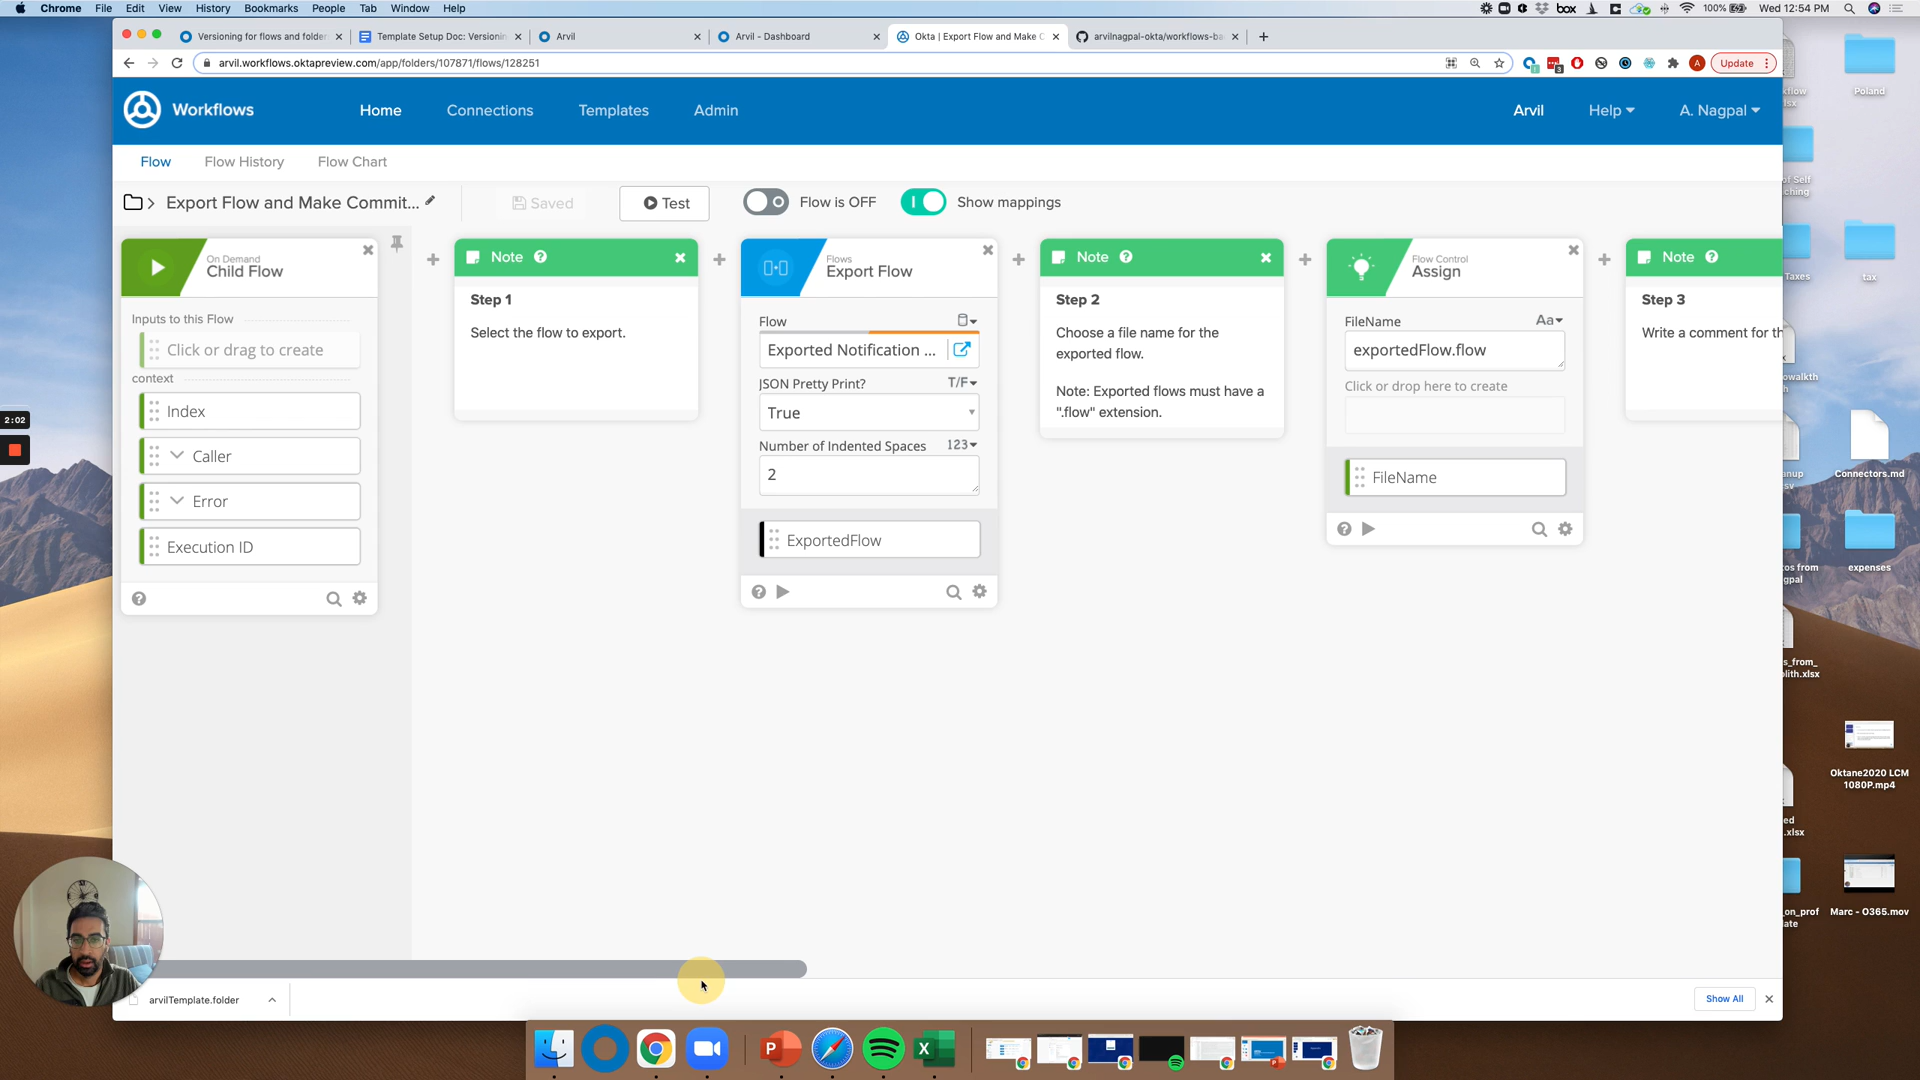 Chrome File Edit View History Bookmarks People Tab Window Help
box 100% Wed 12:54 PM
Versioning for flows and folder
Template Setup Doc: Versionin
Arvil
Arvil - Dashboard
Okta | Export Flow and Make C
arvilnagpal-okta/workflows-ba
arvil.workflows.oktapreview.com/app/folders/107871/flows/128251
A
Update
Workflows
Home
Connections
Templates
Admin
Arvil
Help
A. Nagpal
Flow
Flow History
Flow Chart
Export Flow and Make Commit...
Saved
Test
Flow is OFF
Show mappings
On Demand
Child Flow
Inputs to this Flow
Click or drag to create
context
Index
Caller
Error
Execution ID
Note
Step 1
Select the flow to export.
Flows
Export Flow
Flow
Exported Notification ...
JSON Pretty Print?
T/F
True
Number of Indented Spaces
123
2
ExportedFlow
Note
Step 2
Choose a file name for the
exported flow.
Note: Exported flows must have a
".flow" extension.
Flow Control
Assign
FileName
Aa
exportedFlow.flow
Click or drop here to create
FileName
Note
Step 3
Write a comment for th
2:02
arvilTemplate.folder
Show All
Poland
tax
Taxes
Connectors.md
expenses
Oktane2020 LCM
1080P.mp4
Marc - O365.mov